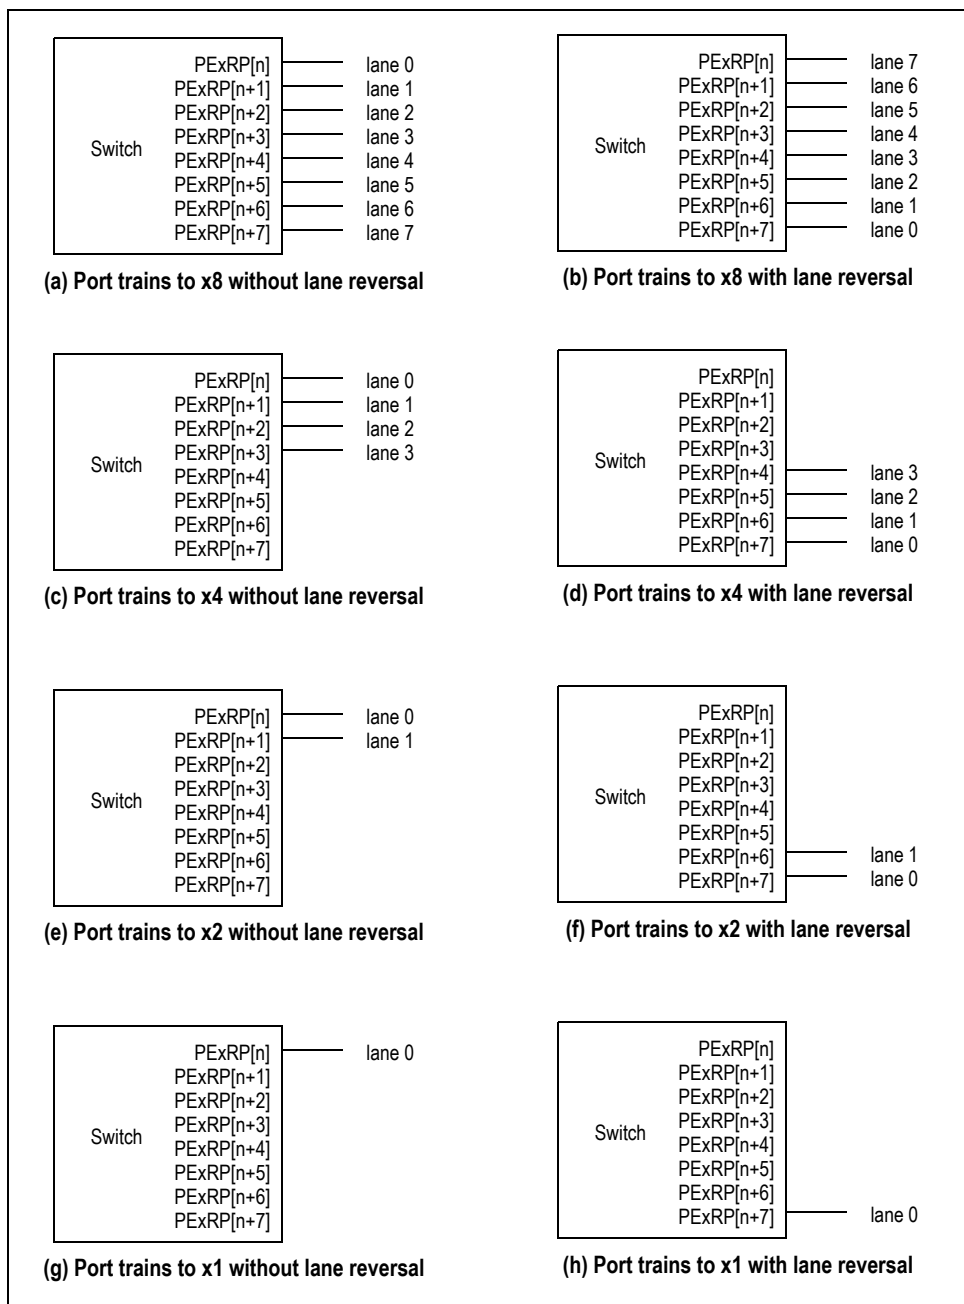 PExRP[n] lane 0
PExRP[n+1] lane 1
PExRP[n+2] lane 2
PExRP[n+3] lane 3
Switch
PExRP[n+4] lane 4
PExRP[n+5] lane 5
PExRP[n+6] lane 6
PExRP[n+7] lane 7
(a) Port trains to x8 without lane reversal
PExRP[n] lane 7
PExRP[n+1] lane 6
PExRP[n+2] lane 5
PExRP[n+3] lane 4
Switch
PExRP[n+4] lane 3
PExRP[n+5] lane 2
PExRP[n+6] lane 1
PExRP[n+7] lane 0
(b) Port trains to x8 with lane reversal
PExRP[n] lane 0
PExRP[n+1] lane 1
PExRP[n+2] lane 2
PExRP[n+3] lane 3
Switch
PExRP[n+4]
PExRP[n+5]
PExRP[n+6]
PExRP[n+7]
(c) Port trains to x4 without lane reversal
PExRP[n]
PExRP[n+1]
PExRP[n+2]
PExRP[n+3]
Switch
PExRP[n+4] lane 3
PExRP[n+5] lane 2
PExRP[n+6] lane 1
PExRP[n+7] lane 0
(d) Port trains to x4 with lane reversal
PExRP[n] lane 0
PExRP[n+1] lane 1
PExRP[n+2]
PExRP[n+3]
Switch
PExRP[n+4]
PExRP[n+5]
PExRP[n+6]
PExRP[n+7]
(e) Port trains to x2 without lane reversal
PExRP[n]
PExRP[n+1]
PExRP[n+2]
PExRP[n+3]
Switch
PExRP[n+4]
PExRP[n+5]
PExRP[n+6] lane 1
PExRP[n+7] lane 0
(f) Port trains to x2 with lane reversal
PExRP[n] lane 0
PExRP[n+1]
PExRP[n+2]
PExRP[n+3]
Switch
PExRP[n+4]
PExRP[n+5]
PExRP[n+6]
PExRP[n+7]
(g) Port trains to x1 without lane reversal
PExRP[n]
PExRP[n+1]
PExRP[n+2]
PExRP[n+3]
Switch
PExRP[n+4]
PExRP[n+5]
PExRP[n+6]
PExRP[n+7] lane 0
(h) Port trains to x1 with lane reversal